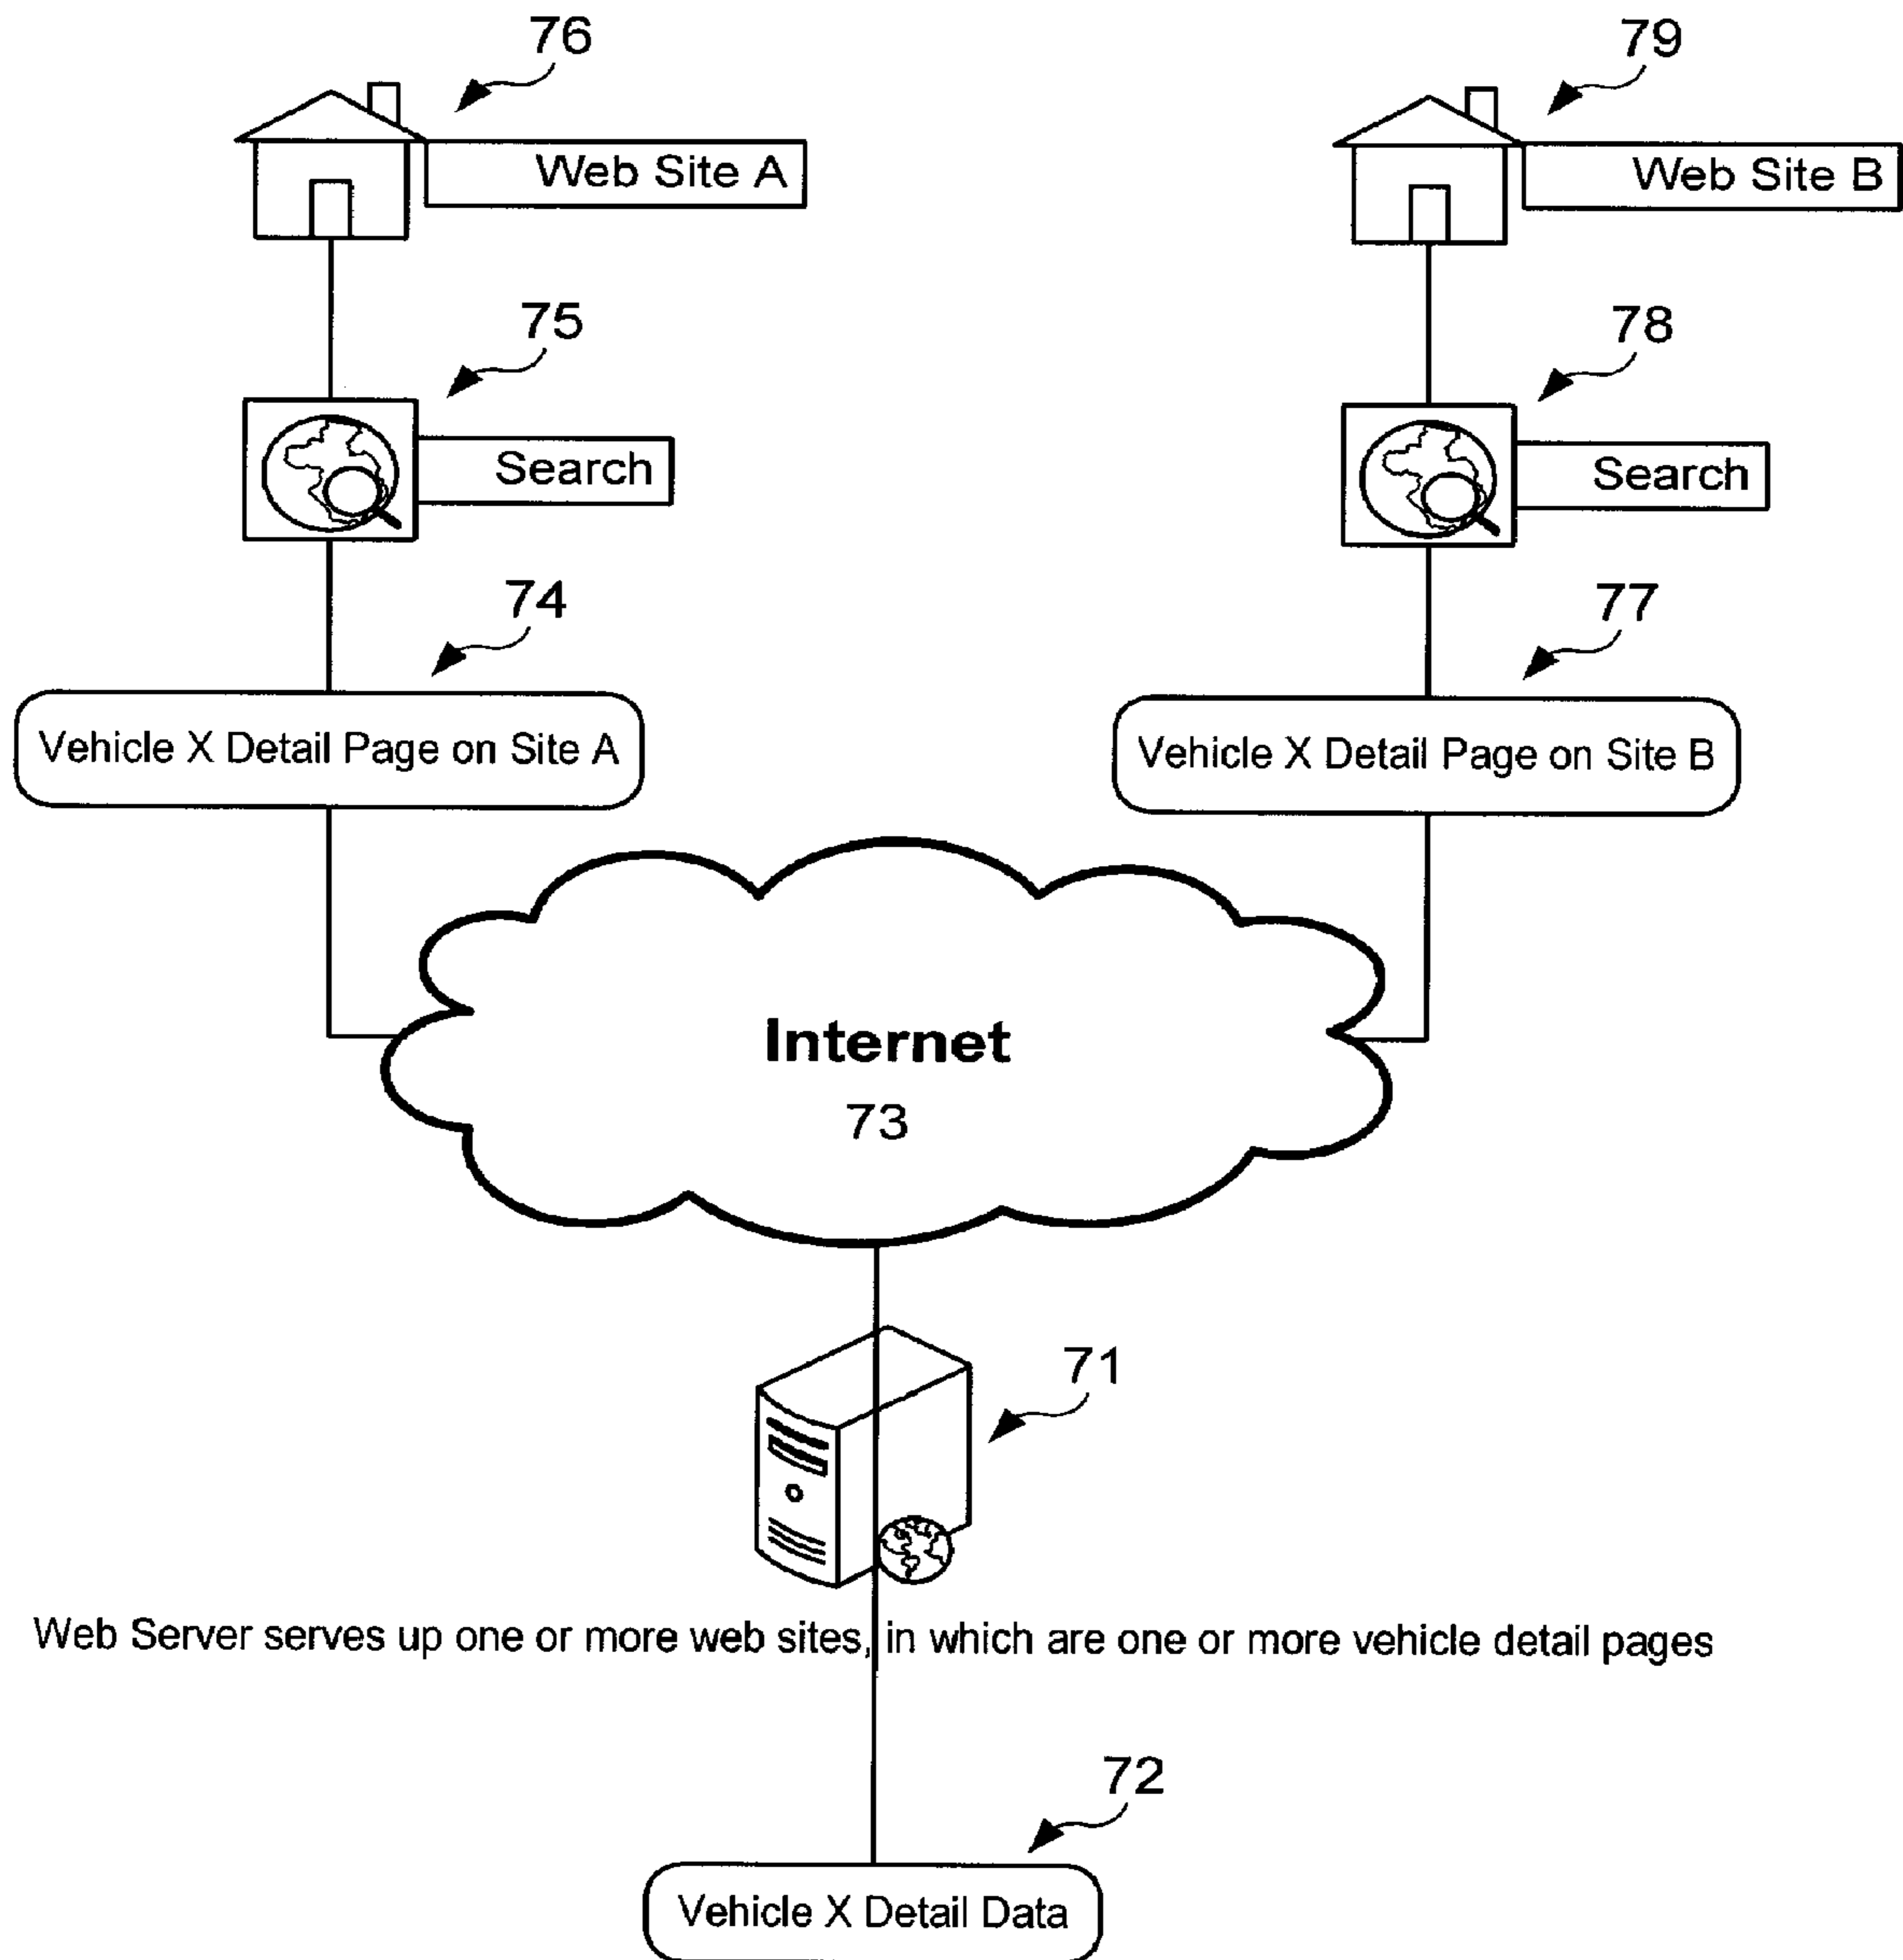 76
79
Web Site A
Web Site B
75
78
Search
Search
74
77
Vehicle X Detail Page on Site A
Vehicle X Detail Page on Site B
Internet
73
71
Web Server serves up one or more web sites, in which are one or more vehicle detail pages
72
Vehicle X Detail Data